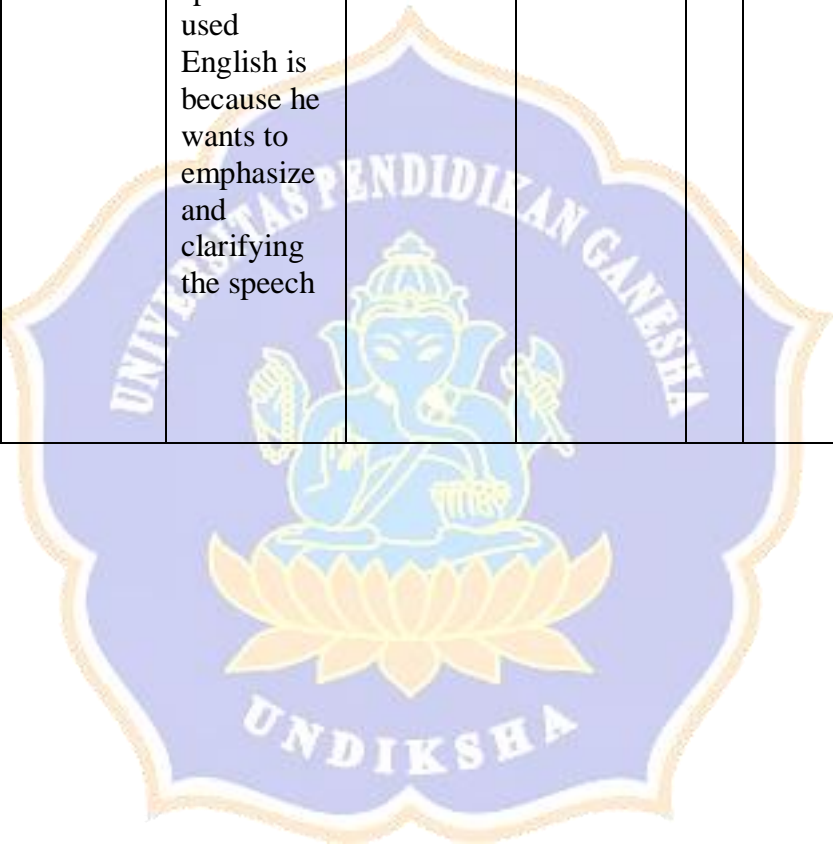 used
English is
because he
wants to
emphasize
and
clarifying
the speech
UNIVERSITAS PENDIDIKAN GANESHA
UNDIKSHA